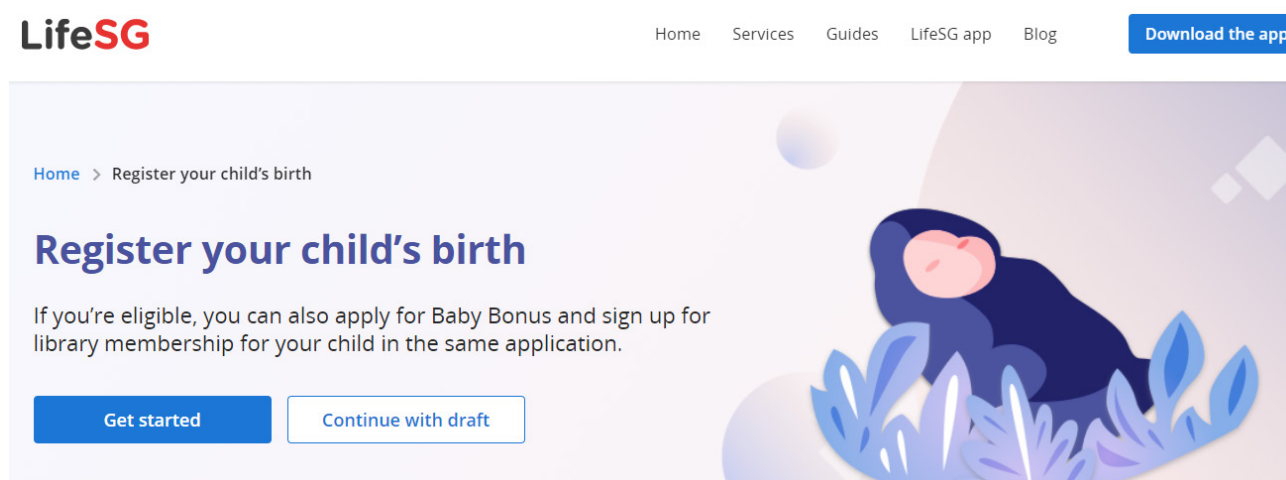 LifeSG
Home Services Guides LifeSG app Blog Download the app
Home > Register your child's birth
Register your child's birth
If you're eligible, you can also apply for Baby Bonus and sign up for
library membership for your child in the same application.
Get started Continue with draft